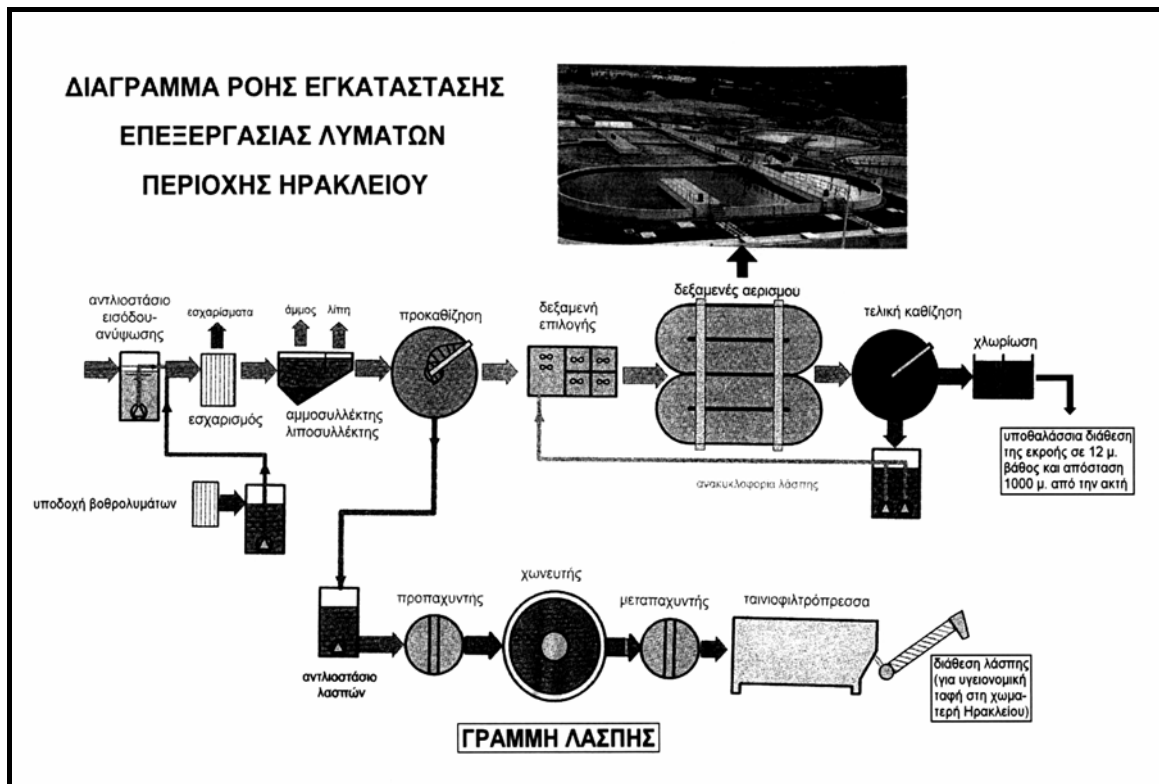 ΔΙΑΓΡΑΜΜΑ ΡΟΗΣ ΕΓΚΑΤΑΣΤΑΣΗΣ
ΕΠΕΞΕΡΓΑΣΙΑΣ ΛΥΜΑΤΩΝ
ΠΕΡΙΟΧΗΣ ΗΡΑΚΛΕΙΟΥ
αντλιοστάσιο
εισόδου-
ανύψωσης
εσχαρίσματα
άμμος
λίπη
προκαθίζηση
δεξαμενή
επιλογής
δεξαμενές αερισμου
τελική καθίζηση
χλωρίωση
εσχαρισμός
αμμοσυλλέκτης
λιποσυλλέκτης
υποδοχή βοθρολυμάτων
ανακυκλοφορια λάσπης
υποθαλάσσια διάθεση
της εκροής σε 12 μ.
βάθος και απόσταση
1000 μ. από την ακτή
αντλιοστάσιο
λασπών
προπαχυντής
χωνευτής
μεταπαχυντής
ταινιοφιλτρόπρεσσα
διάθεση λάσπης
(για υγειονομική
ταφή στη χωμα-
τερή Ηρακλείου)
ΓΡΑΜΜΗ ΛΑΣΠΗΣ